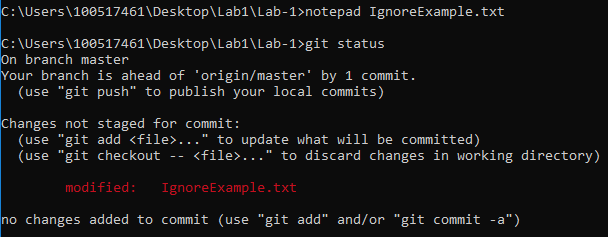 C:\Users\100517461\Desktop\Lab1\Lab-1>notepad IgnoreExample.txt
C:\Users\100517461\Desktop\Lab1\Lab-1>git status
On branch master
Your branch is ahead of 'origin/master' by 1 commit.
  (use "git push" to publish your local commits)
Changes not staged for commit:
  (use "git add <file>..." to update what will be committed)
  (use "git checkout -- <file>..." to discard changes in working directory)
        modified:   IgnoreExample.txt
no changes added to commit (use "git add" and/or "git commit -a")